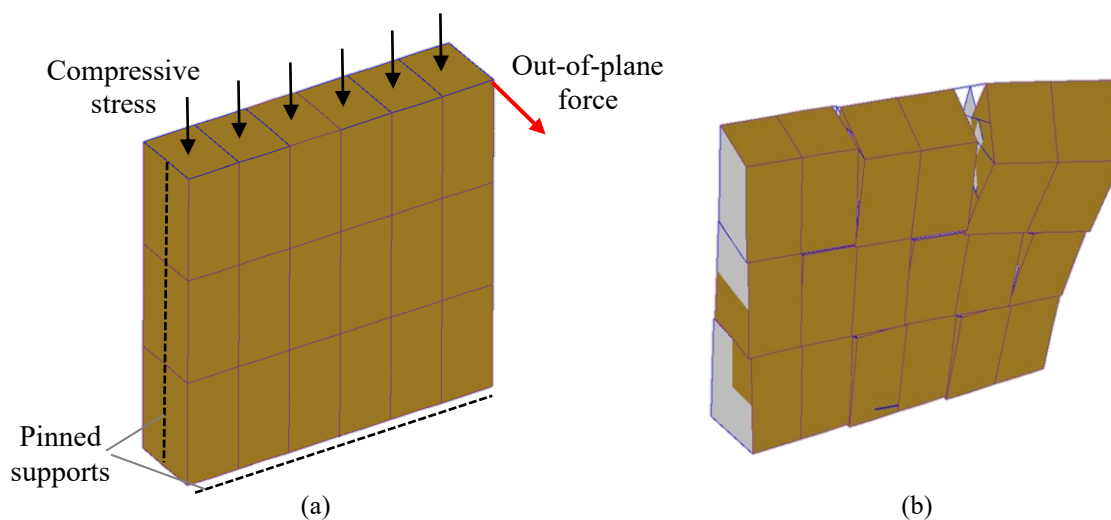 Compressive
stress
Out-of-plane
force
Pinned
supports
(a)
(b)